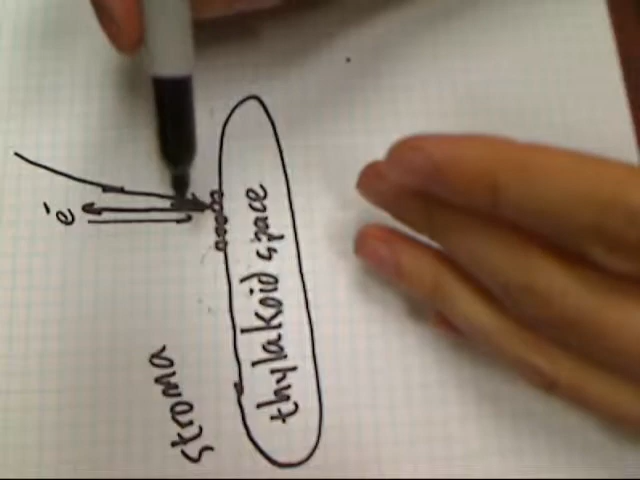 é
stroma
thylakoid space